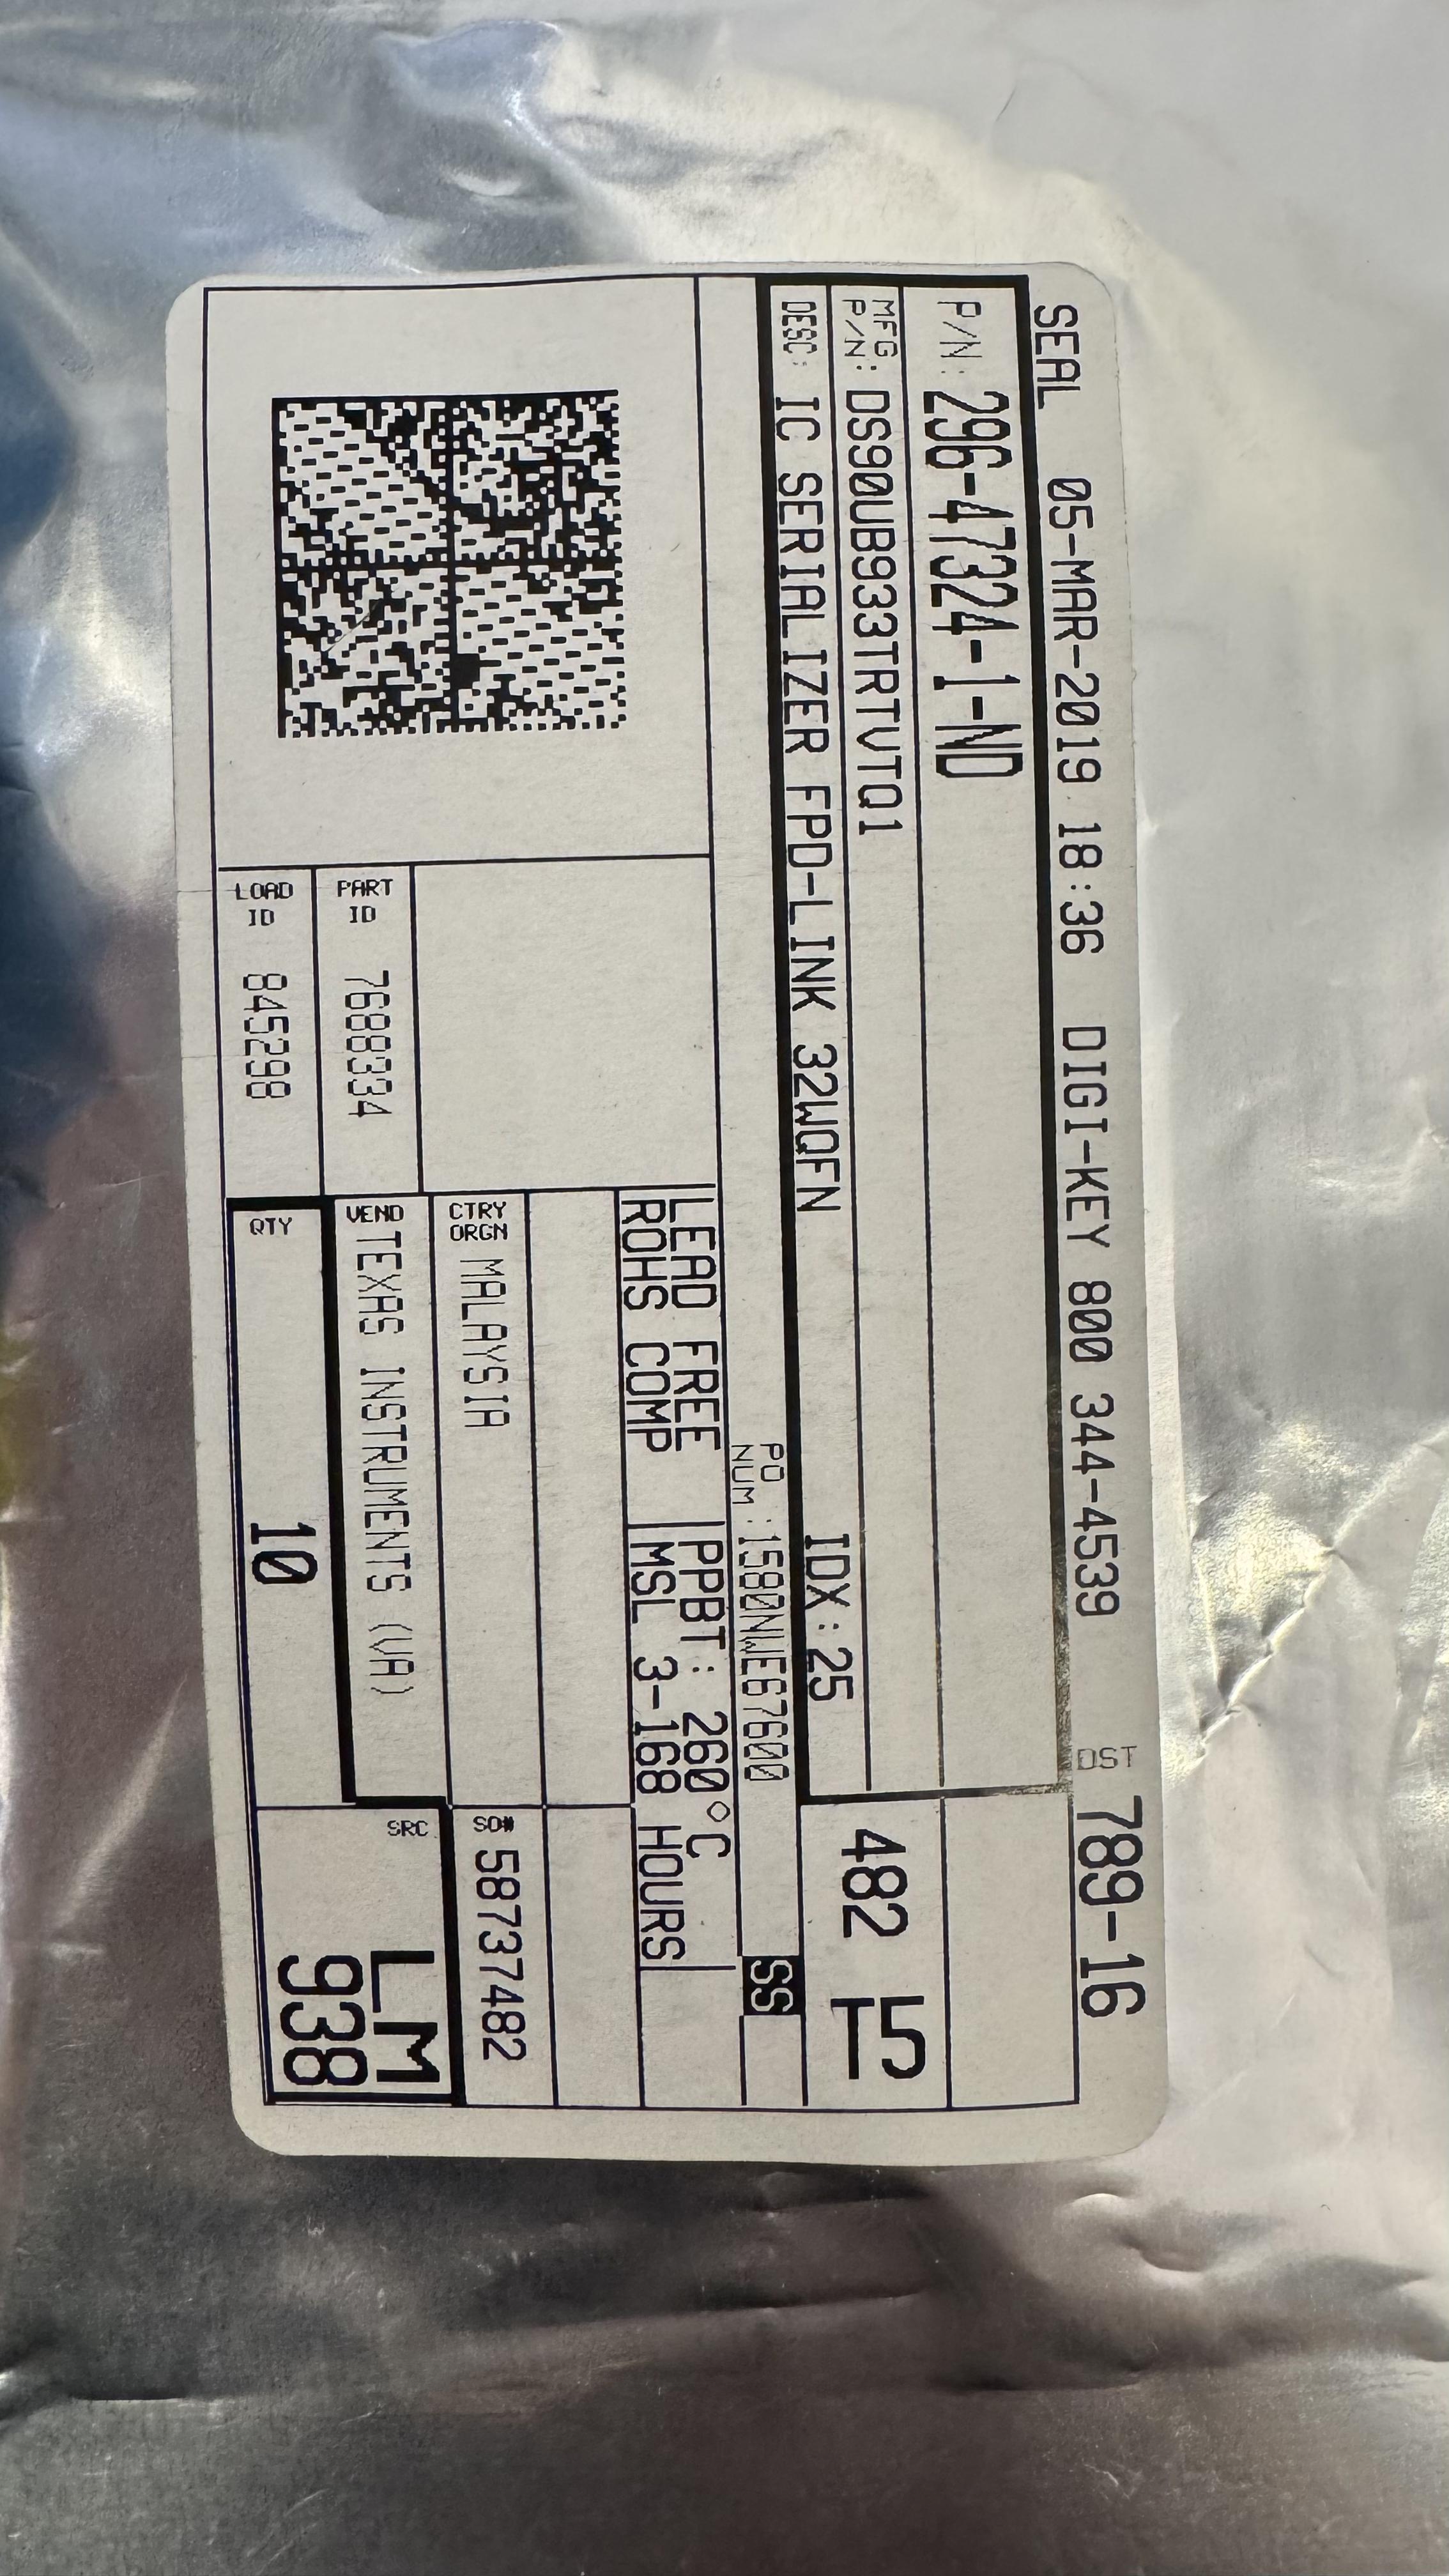 SEAL 05-MAR-2019 18:36 DIGI-KEY 800 344-4539 DST 789-16
P/N: 296-47324-1-ND
MFG P/N: DS90UB933TRTVTQ1
DESC: IC SERIALIZER FPD-LINK 32WQFN IDX:25
482 T5
PO NUM :1580NWE67600 SS
LEAD FREE PPBT: 260°C
ROHS COMP MSL 3-168 HOURS
CTRY ORGN MALAYSIA
SO# 58737482
PART ID 7688334
VEND TEXAS INSTRUMENTS (VA)
LOAD ID 845298
QTY 10
SRC LM
938